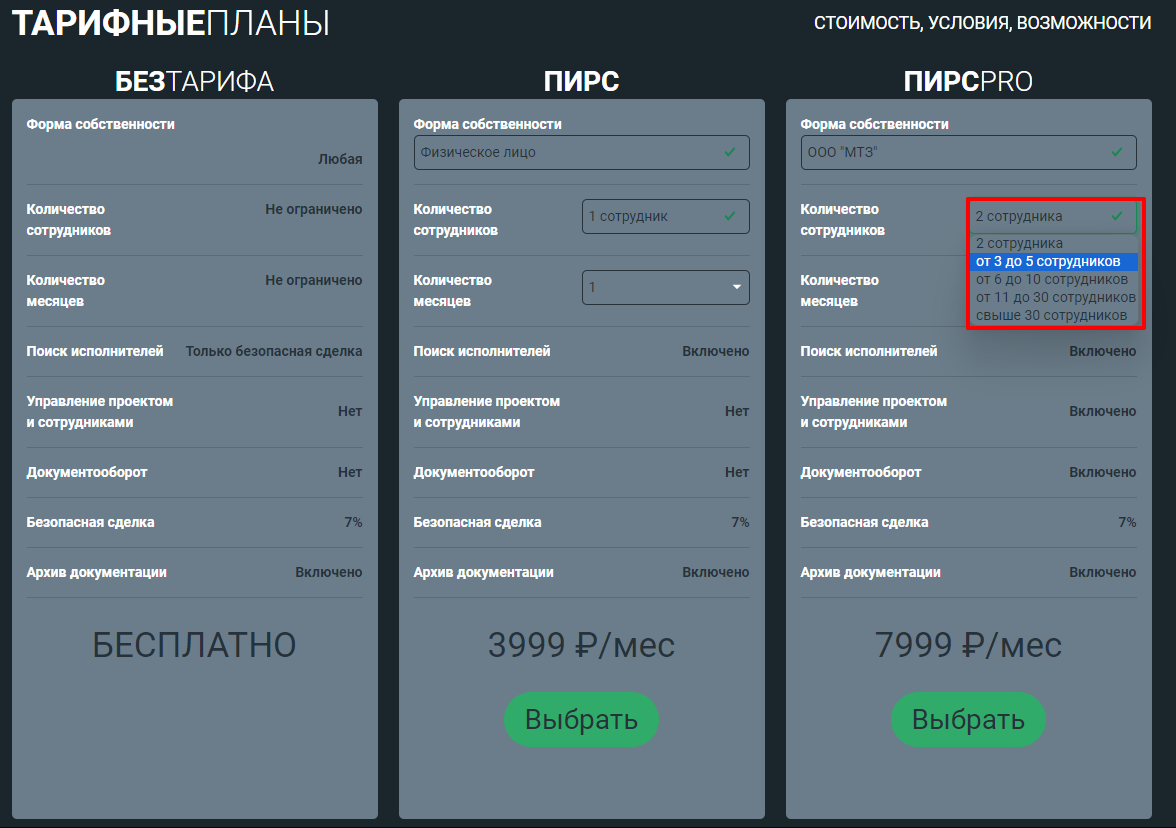 ТАРИФНЫЕПЛАНЫ
СТОИМОСТЬ, УСЛОВИЯ, ВОЗМОЖНОСТИ
БЕЗТАРИФА
Форма собственности
Любая
Количество
сотрудников
Не ограничено
Количество
месяцев
Не ограничено
Поиск исполнителей Только безопасная сделка
Управление проектом
и сотрудниками
Нет
Документооборот Нет
Безопасная сделка 7%
Архив документации Включено
БЕСПЛАТНО
ПИРС
Форма собственности
Физическое лицо
Количество
сотрудников
1 сотрудник
Количество
месяцев
1
Поиск исполнителей Включено
Управление проектом
и сотрудниками
Нет
Документооборот Нет
Безопасная сделка 7%
Архив документации Включено
3999 ₽/мес
Выбрать
ПИРСPRO
Форма собственности
ООО "МТЗ"
Количество
сотрудников
2 сотрудника
2 сотрудника
от 3 до 5 сотрудников
от 6 до 10 сотрудников
от 11 до 30 сотрудников
свыше 30 сотрудников
Количество
месяцев
Поиск исполнителей Включено
Управление проектом
и сотрудниками
Включено
Документооборот Включено
Безопасная сделка 7%
Архив документации Включено
7999 ₽/мес
Выбрать